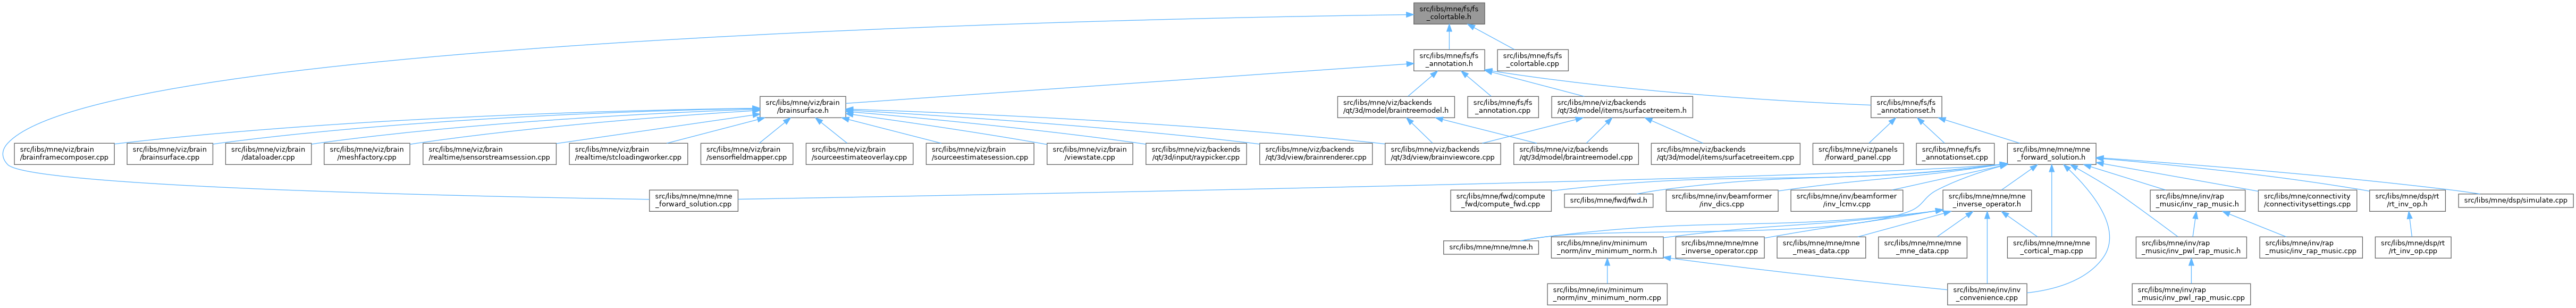 src/libs/mne/fs/fs
_colortable.h
src/libs/mne/fs/fs
_annotation.h
src/libs/mne/fs/fs
_colortable.cpp
src/libs/mne/viz/brain
/brainsurface.h
src/libs/mne/viz/backends
/qt/3d/model/braintreemodel.h
src/libs/mne/fs/fs
_annotation.cpp
src/libs/mne/viz/backends
/qt/3d/model/items/surfacetreeitem.h
src/libs/mne/fs/fs
_annotationset.h
src/libs/mne/viz/brain
/brainframecomposer.cpp
src/libs/mne/viz/brain
/brainsurface.cpp
src/libs/mne/viz/brain
/dataloader.cpp
src/libs/mne/viz/brain
/meshfactory.cpp
src/libs/mne/viz/brain
/realtime/sensorstreamsession.cpp
src/libs/mne/viz/brain
/realtime/stcloadingworker.cpp
src/libs/mne/viz/brain
/sensorfieldmapper.cpp
src/libs/mne/viz/brain
/sourceestimateoverlay.cpp
src/libs/mne/viz/brain
/sourceestimatesession.cpp
src/libs/mne/viz/brain
/viewstate.cpp
src/libs/mne/viz/backends
/qt/3d/input/raypicker.cpp
src/libs/mne/viz/backends
/qt/3d/view/brainrenderer.cpp
src/libs/mne/viz/backends
/qt/3d/view/brainviewcore.cpp
src/libs/mne/viz/backends
/qt/3d/model/braintreemodel.cpp
src/libs/mne/viz/backends
/qt/3d/model/items/surfacetreeitem.cpp
src/libs/mne/viz/panels
/forward_panel.cpp
src/libs/mne/fs/fs
_annotationset.cpp
src/libs/mne/mne/mne
_forward_solution.h
src/libs/mne/mne/mne
_forward_solution.cpp
src/libs/mne/fwd/compute
_fwd/compute_fwd.cpp
src/libs/mne/fwd/fwd.h
src/libs/mne/inv/beamformer
/inv_dics.cpp
src/libs/mne/inv/beamformer
/inv_lcmv.cpp
src/libs/mne/mne/mne
_inverse_operator.h
src/libs/mne/inv/rap
_music/inv_rap_music.h
src/libs/mne/connectivity
/connectivitysettings.cpp
src/libs/mne/dsp/rt
/rt_inv_op.h
src/libs/mne/dsp/simulate.cpp
src/libs/mne/mne/mne.h
src/libs/mne/inv/minimum
_norm/inv_minimum_norm.h
src/libs/mne/mne/mne
_inverse_operator.cpp
src/libs/mne/mne/mne
_meas_data.cpp
src/libs/mne/mne/mne
_mne_data.cpp
src/libs/mne/mne/mne
_cortical_map.cpp
src/libs/mne/inv/rap
_music/inv_pwl_rap_music.h
src/libs/mne/inv/rap
_music/inv_rap_music.cpp
src/libs/mne/dsp/rt
/rt_inv_op.cpp
src/libs/mne/inv/minimum
_norm/inv_minimum_norm.cpp
src/libs/mne/inv/inv
_convenience.cpp
src/libs/mne/inv/rap
_music/inv_pwl_rap_music.cpp